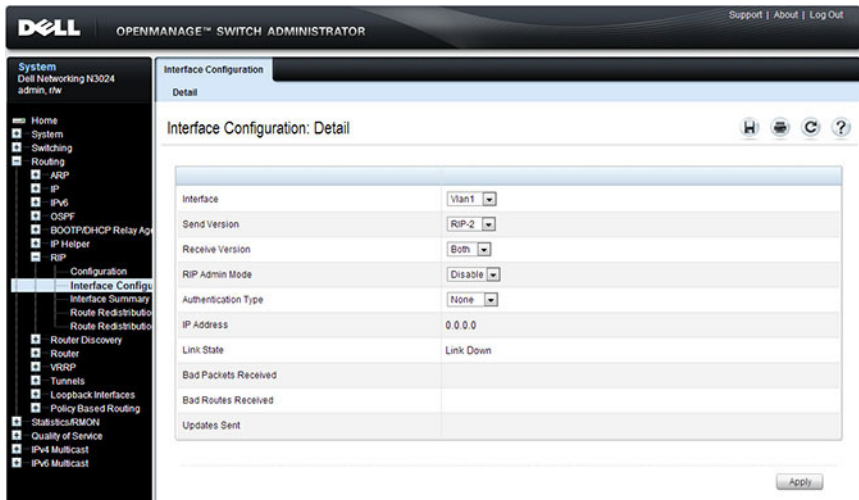 Support | About | Log Out
DELL OPENMANAGE™ SWITCH ADMINISTRATOR
System
Dell Networking N3024
admin, r/w
Home
System
Switching
Routing
ARP
IP
IPv6
OSPF
BOOTP/DHCP Relay Age
IP Helper
RIP
Configuration
Interface Configu
Interface Summary
Route Redistributio
Route Redistributio
Router Discovery
Router
VRRP
Tunnels
Loopback Interfaces
Policy Based Routing
Statistics/RMON
Quality of Service
IPv4 Multicast
IPv6 Multicast
Interface Configuration
Detail
Interface Configuration: Detail
?
Interface Vlan1
Send Version RIP-2
Receive Version Both
RIP Admin Mode Disable
Authentication Type None
IP Address 0.0.0.0
Link State Link Down
Bad Packets Received
Bad Routes Received
Updates Sent
Apply